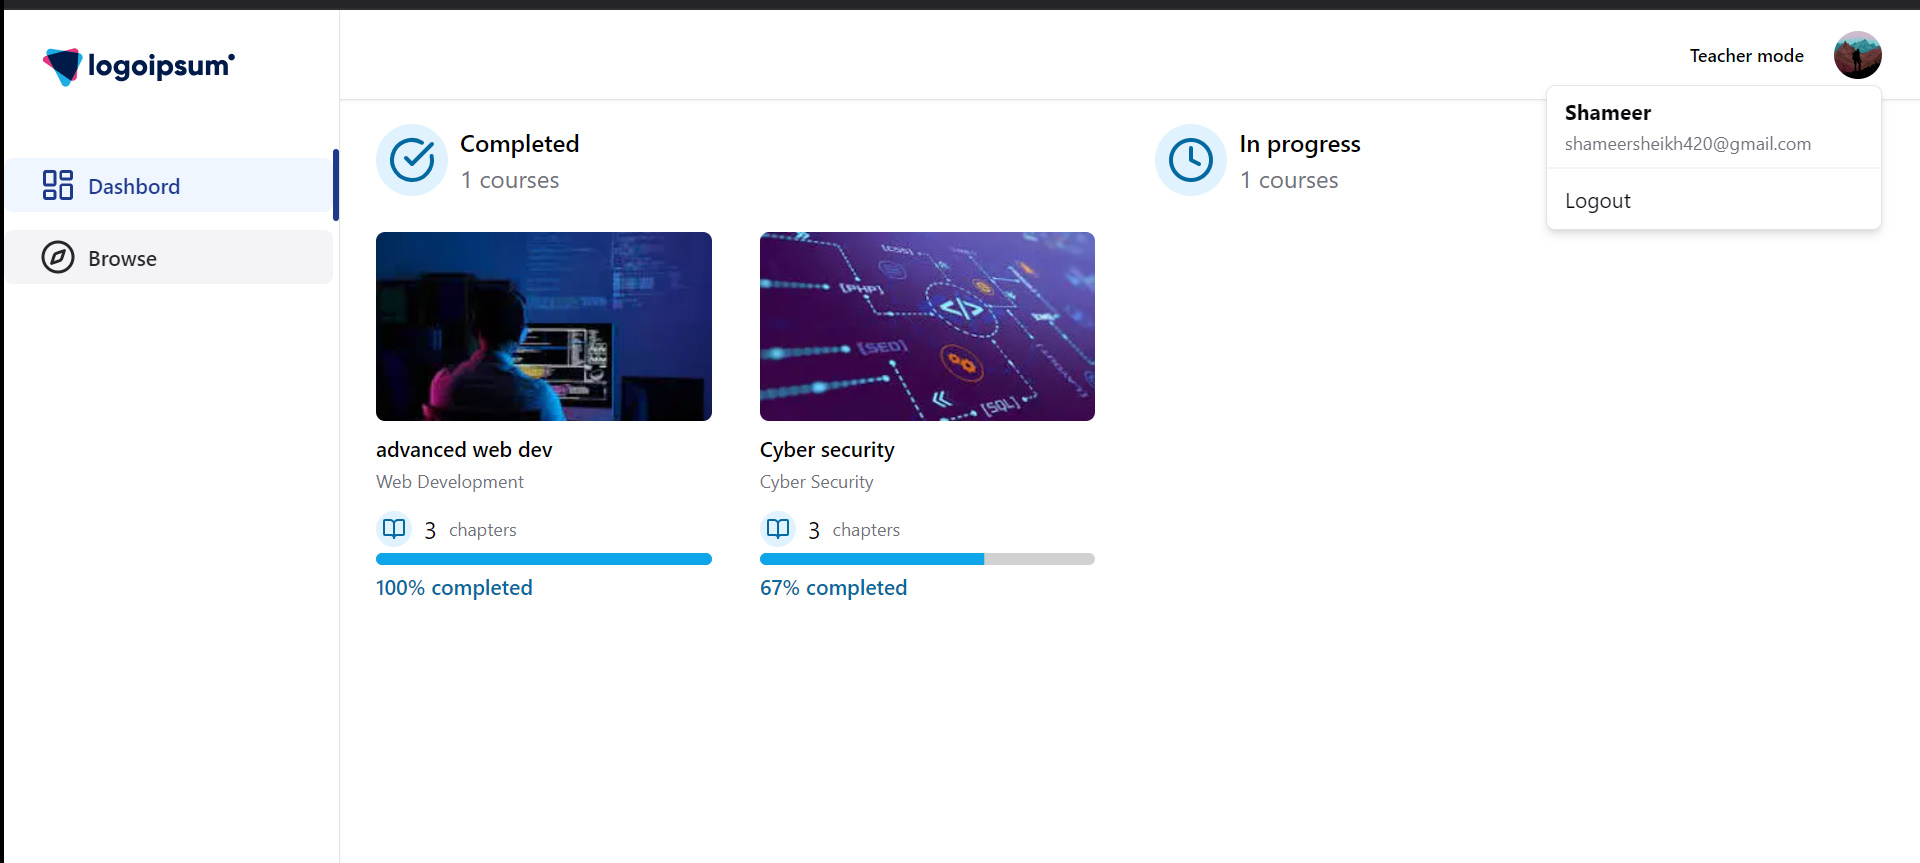 logoipsum
Teacher mode
Shameer
shameersheikh420@gmail.com
Logout
Dashbord
Browse
Completed
1 courses
In progress
1 courses
[CSS]
[PHP]
</>
[SEO]
[SQL]
advanced web dev
Web Development
3 chapters
100% completed
Cyber security
Cyber Security
3 chapters
67% completed